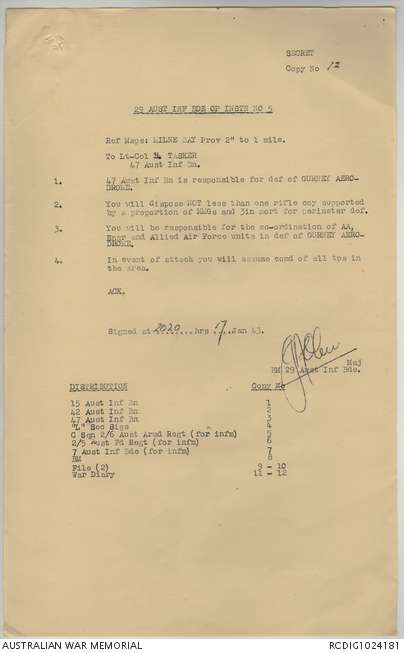 SECRET
Copy No 12
29 AUST INF BDE OP INSTN NO 5
Ref Maps: MILNE BAY Prov 2" to 1 mile.
To Lt-Col TASKER
47 Aust Inf Bn.
1. 47 Aust Inf Bn is responsible for def of GURNEY AERO-
DROME.
2. You will dispose NOT less than one rifle coy supported
by a proportion of MMGs and 3in mort for perimeter def.
3. You will be responsible for the co-ordination of AA,
Engr and Allied Air Force units in def of GURNEY AERO-
DROME.
4. In event of attack you will assume comd of all tps in
the area.
ACK.
Signed at 2020 hrs 17 Jan 43.
Maj
BM 29 Aust Inf Bde.
DISTRIBUTION Copy No
15 Aust Inf Bn 1
42 Aust Inf Bn 2
47 Aust Inf Bn 3
"L" Sec Sigs 4
C Sqn 2/6 Aust Armd Regt (for infm) 5
2/5 Aust Fd Regt (for infm) 6
7 Aust Inf Bde (for infm) 7
BM 8
File (2) 9 - 10
War Diary 11 - 12
AUSTRALIAN WAR MEMORIAL RCDIG1024181